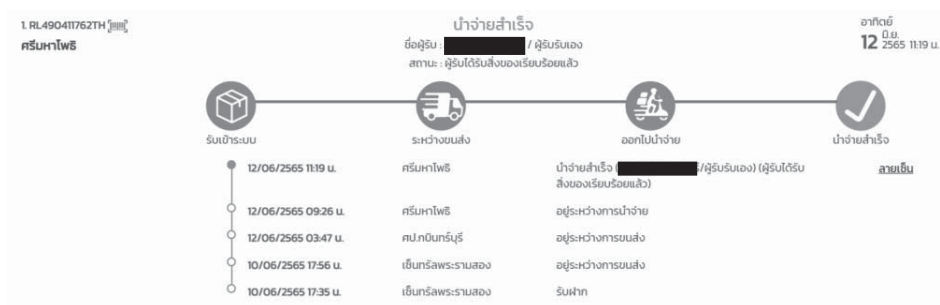 1. RL490411762TH
ศรีมหาโพธิ
นำจ่ายสำเร็จ
ชื่อผู้รับ : / ผู้รับรับเอง
สถานะ : ผู้รับได้รับสิ่งของเรียบร้อยแล้ว
อาทิตย์
12 มิ.ย. 2565 11:19 น.
รับเข้าระบบ
ระหว่างขนส่ง
ออกไปนำจ่าย
นำจ่ายสำเร็จ
12/06/2565 11:19 น. ศรีมหาโพธิ นำจ่ายสำเร็จ ( /ผู้รับรับเอง) (ผู้รับได้รับ ลายเซ็น
สิ่งของเรียบร้อยแล้ว)
12/06/2565 09:26 น. ศรีมหาโพธิ อยู่ระหว่างการนำจ่าย
12/06/2565 03:47 น. ศป.กบินทร์บุรี อยู่ระหว่างการขนส่ง
10/06/2565 17:56 น. เซ็นทรัลพระรามสอง อยู่ระหว่างการขนส่ง
10/06/2565 17:35 น. เซ็นทรัลพระรามสอง รับฝาก